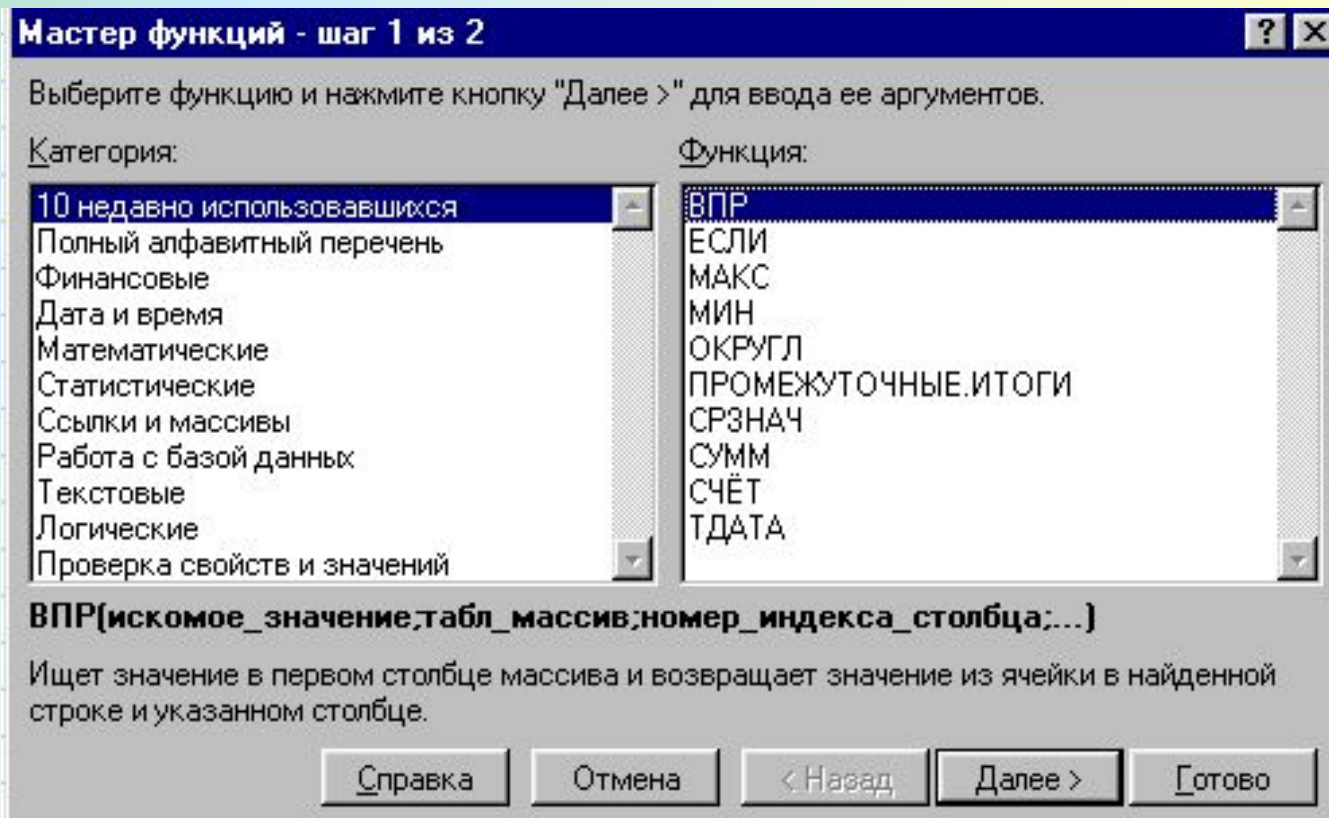 Мастер функций - шаг 1 из 2
Выберите функцию и нажмите кнопку "Далее >" для ввода ее аргументов.
Категория:
Функция:
10 недавно использовавшихся
Полный алфавитный перечень
Финансовые
Дата и время
Математические
Статистические
Ссылки и массивы
Работа с базой данных
Текстовые
Логические
Проверка свойств и значений
ВПР
ЕСЛИ
МАКС
МИН
ОКРУГЛ
ПРОМЕЖУТОЧНЫЕ.ИТОГИ
СРЗНАЧ
СУММ
СЧЁТ
ТДАТА
ВПР(искомое_значение;табл_массив;номер_индекса_столбца;...)
Ищет значение в первом столбце массива и возвращает значение из ячейки в найденной
строке и указанном столбце.
Справка
Отмена
< Назад
Далее >
Готово